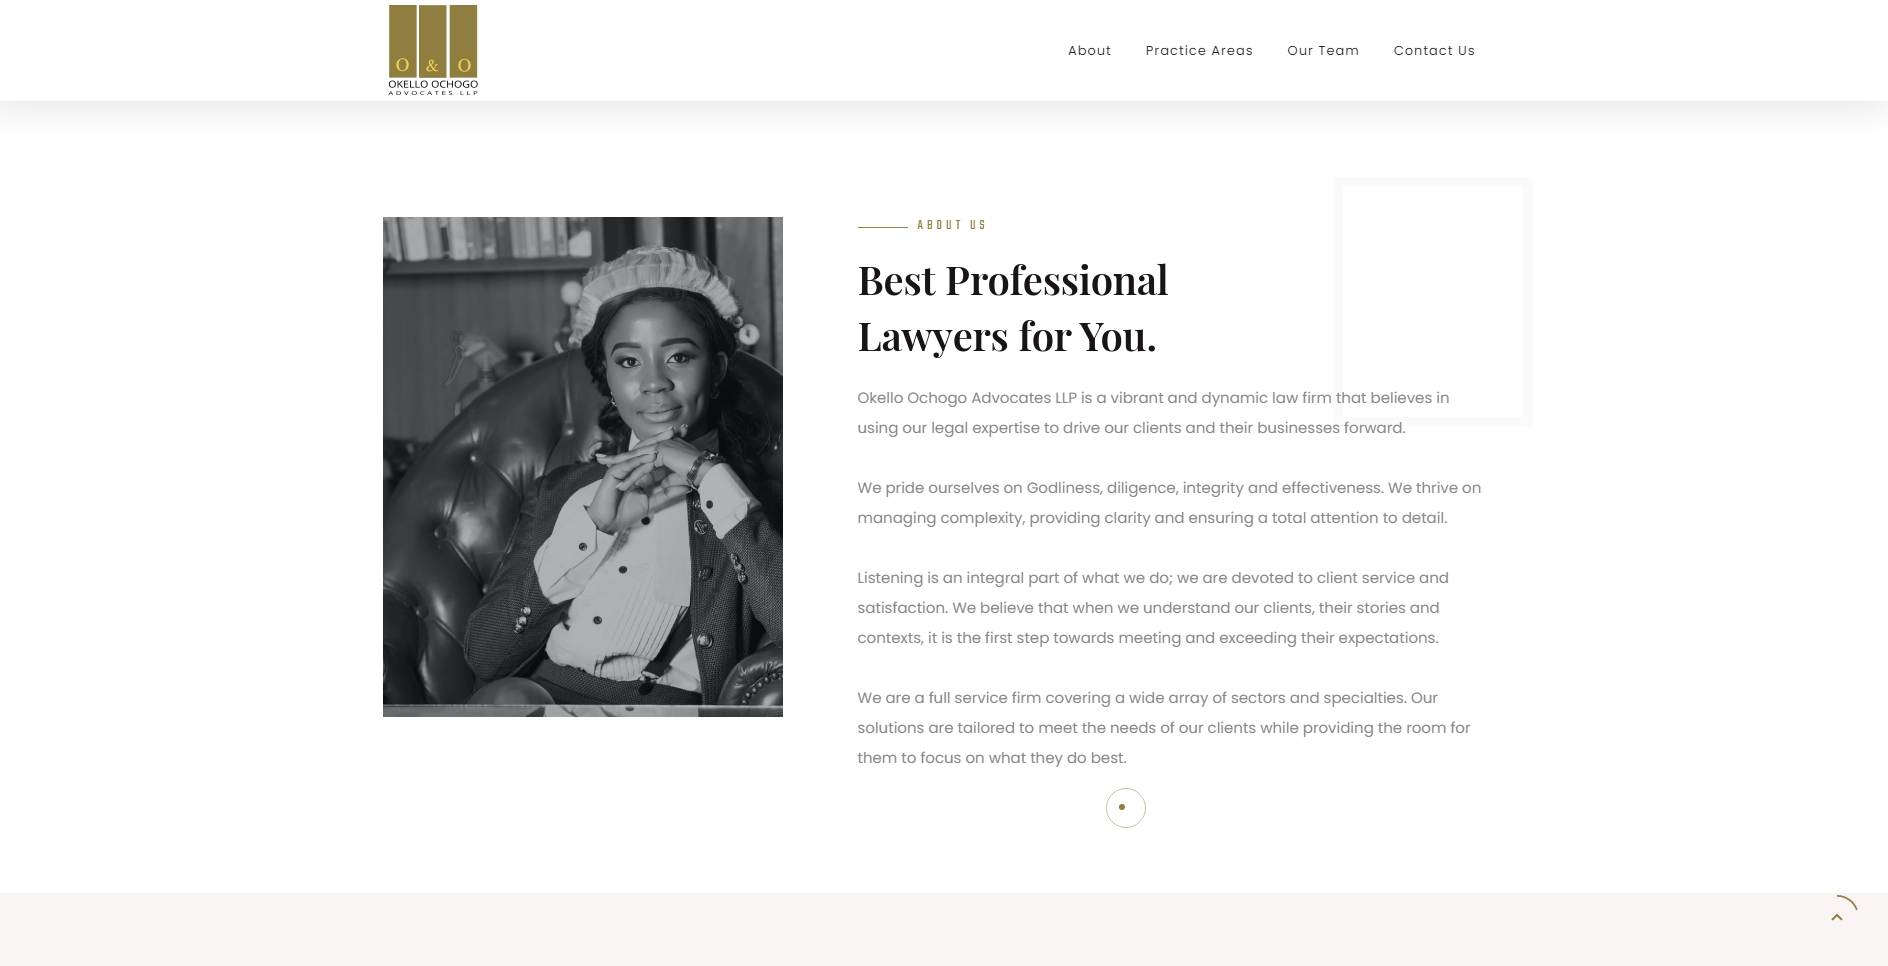 O & O
OKELLO OCHOGO
ADVOCATES LLP
About Practice Areas Our Team Contact Us
ABOUT US
Best Professional
Lawyers for You.
Okello Ochogo Advocates LLP is a vibrant and dynamic law firm that believes in
using our legal expertise to drive our clients and their businesses forward.
We pride ourselves on Godliness, diligence, integrity and effectiveness. We thrive on
managing complexity, providing clarity and ensuring a total attention to detail.
Listening is an integral part of what we do; we are devoted to client service and
satisfaction. We believe that when we understand our clients, their stories and
contexts, it is the first step towards meeting and exceeding their expectations.
We are a full service firm covering a wide array of sectors and specialties. Our
solutions are tailored to meet the needs of our clients while providing the room for
them to focus on what they do best.